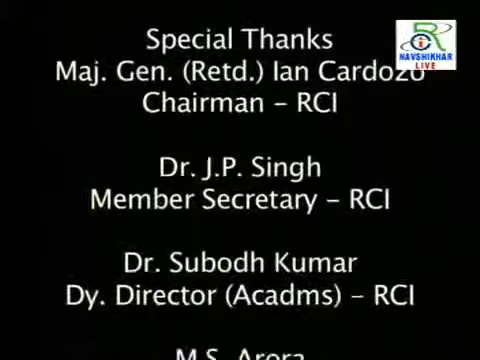 Special Thanks
Maj. Gen. (Retd.) Ian Cardozo
Chairman – RCI
Dr. J.P. Singh
Member Secretary – RCI
Dr. Subodh Kumar
Dy. Director (Acadms) – RCI
M.S. Arora
R
NAVSHIKHAR
LIVE